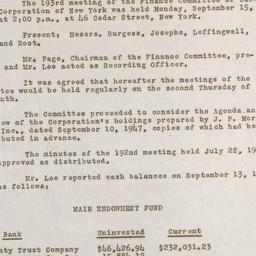 The 193rd meeting of the Finance Committee of
Corporation of New York was held Monday, September 15,
at 2:00 p.m., at 46 Cedar Street, New York.
Present; Messrs. Burgess, Josephs, Leffingwell,
and Root.
Mr. Page, Chairman of the Finance Committee, pre-
and Mr. Lee acted as Recording officer.
It was agreed that hereafter the meetings of the
tee would be held regularly on the second Thursday of
nth.
The Committee proceded to consider the Agenda an
ew of the Corporation's holdings prepared by J. P. Mor
Inc., dated September 10, 1947, copies of which had be
buted in advance.
The minutes of the 192nd meeting held July 22, 19
approved as distributed.
Mr. Lee reported cash balances on September 13, 1
as follows:
MAIN ENDOWMENT FUND
Bank Uninvested Current
nty Trust Company $46,426.94 $232,031.23